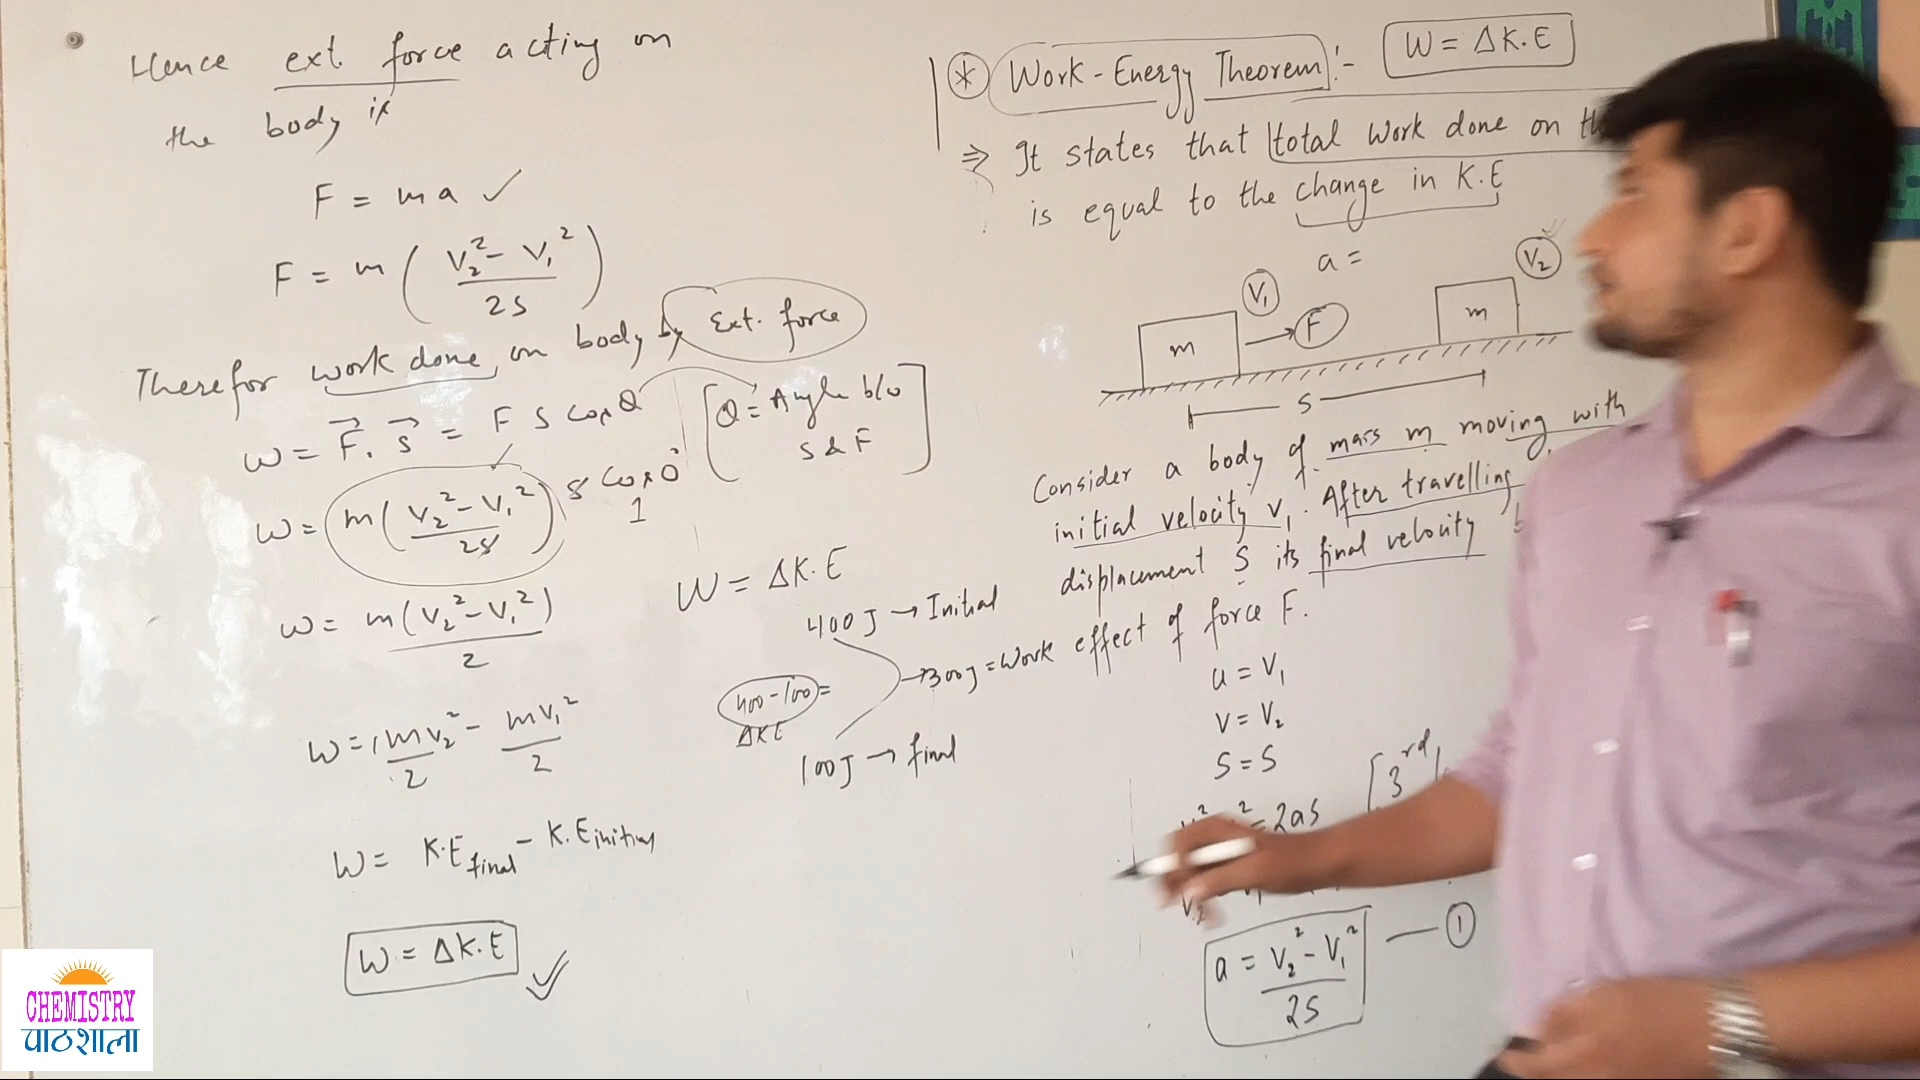 Hence ext. force acting on
the body is
F = ma ✓
F = m ( V₂² - V₁² / 2S )
Therefor work done on body by Ext. force
W = F⃗ . S⃗ = F S cos θ [ θ = Angle b/w S & F ]
W = m ( V₂² - V₁² / 2S ) S cos 0° 1
W = m ( V₂² - V₁² ) / 2
W = mV₂² / 2 - mV₁² / 2
W = K.E final - K.E initial
W = ΔK.E
W = ΔK.E
400J → Initial
→ 300J = Work
400-100 =
ΔKE
100J → final
* Work-Energy Theorem :- W = ΔK.E
⇒ It states that total work done on
is equal to the change in K.E
a =
V₁ V₂
m → F m
S
Consider a body of mass m moving with
initial velocity V₁. After travelling
displacement S its final velocity
effect of force F.
u = V₁
V = V₂
S = S
= 2aS [ 3rd
a = V₂² - V₁² / 2S — 1
CHEMISTRY
पाठशाला